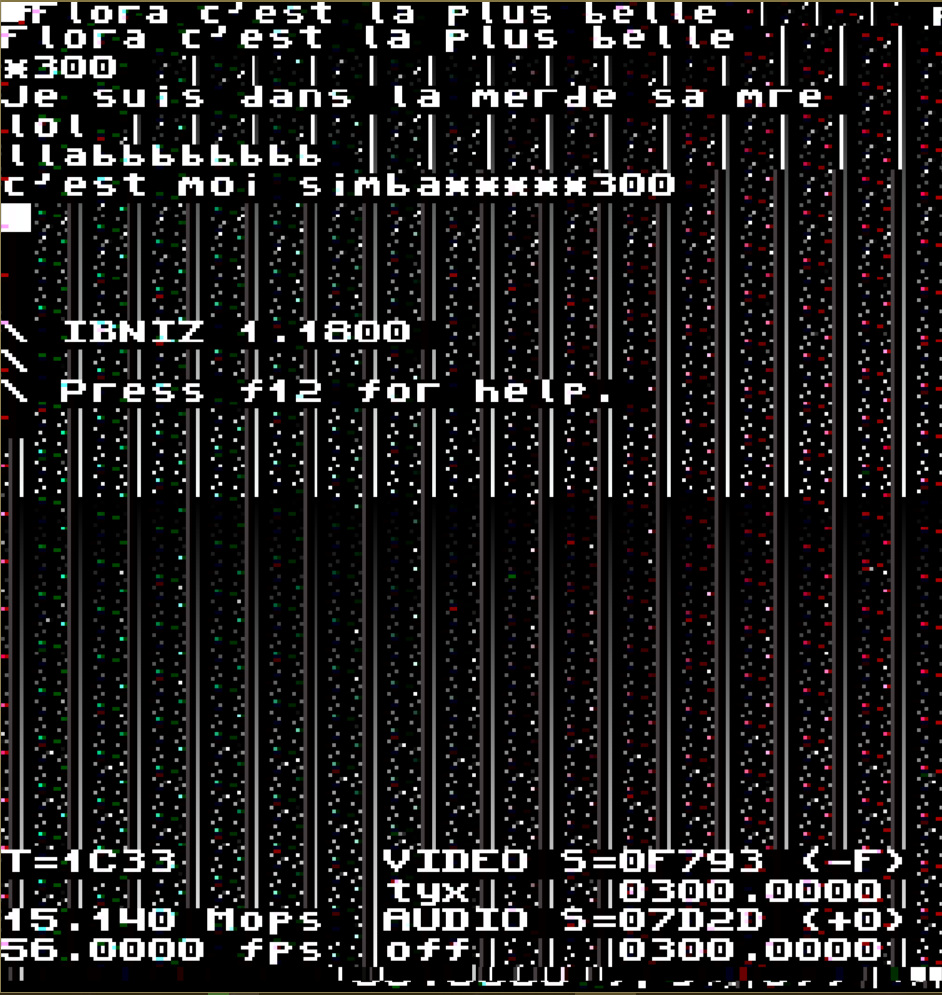 Flora c'est la plus belle
Flora c'est la plus belle
*300
Je suis dans la merde sa mre
lol
llabbbbbbbb
c'est moi simba*****300
\ IBNIZ 1.1800
\
\ Press f12 for help.
T=1C33 VIDEO S=0F793 (-F)
tyx 0300.0000
15.140 Mops AUDIO S=07D2D (+0)
56.0000 fps off 0300.0000